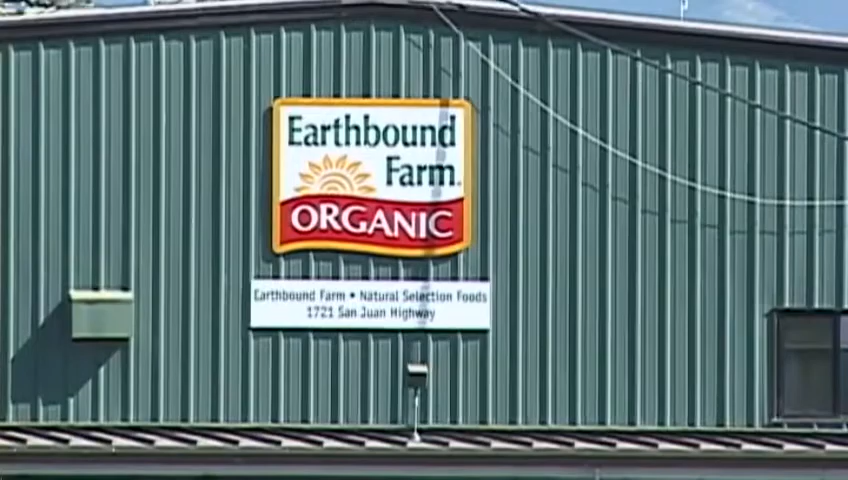 Earthbound
Farm.
ORGANIC
Earthbound Farm • Natural Selection Foods
1721 San Juan Highway